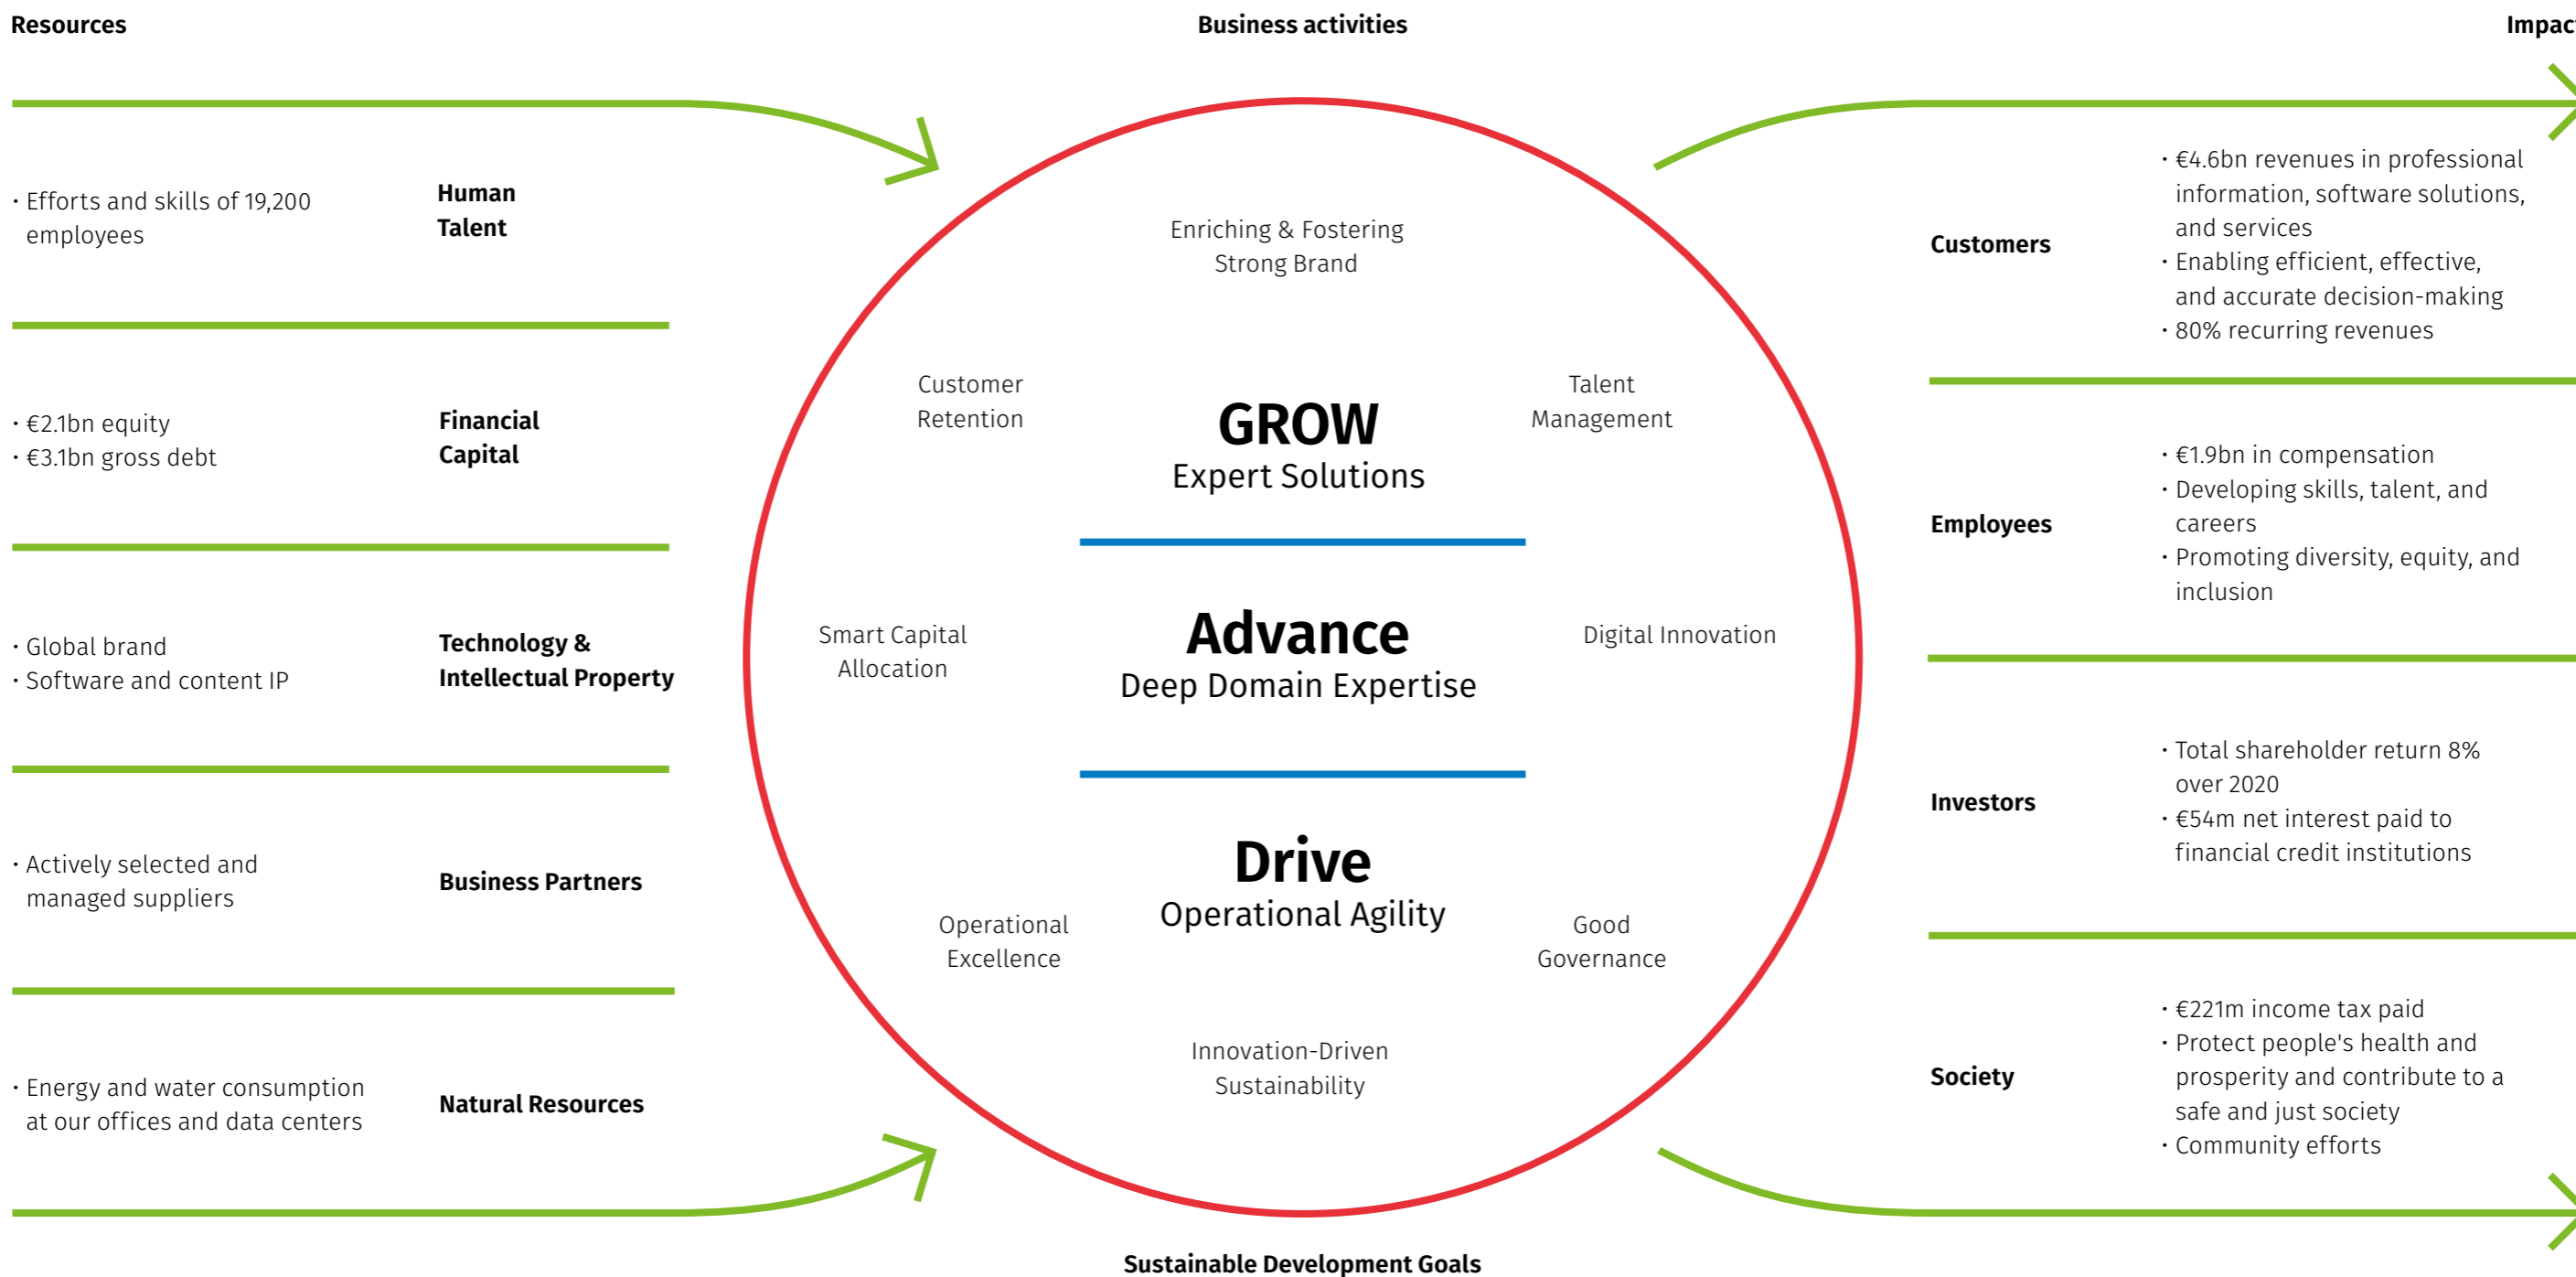 Resources
Business activities
Impact
· Efforts and skills of 19,200
employees
Human
Talent
· €2.1bn equity
· €3.1bn gross debt
Financial
Capital
· Global brand
· Software and content IP
Technology &
Intellectual Property
· Actively selected and
managed suppliers
Business Partners
· Energy and water consumption
at our offices and data centers
Natural Resources
Enriching & Fostering
Strong Brand
Customer
Retention
Talent
Management
GROW
Expert Solutions
Smart Capital
Allocation
Advance
Deep Domain Expertise
Digital Innovation
Drive
Operational Agility
Operational
Excellence
Good
Governance
Innovation-Driven
Sustainability
Customers
· €4.6bn revenues in professional
information, software solutions,
and services
· Enabling efficient, effective,
and accurate decision-making
· 80% recurring revenues
Employees
· €1.9bn in compensation
· Developing skills, talent, and
careers
· Promoting diversity, equity, and
inclusion
Investors
· Total shareholder return 8%
over 2020
· €54m net interest paid to
financial credit institutions
Society
· €221m income tax paid
· Protect people's health and
prosperity and contribute to a
safe and just society
· Community efforts
Sustainable Development Goals